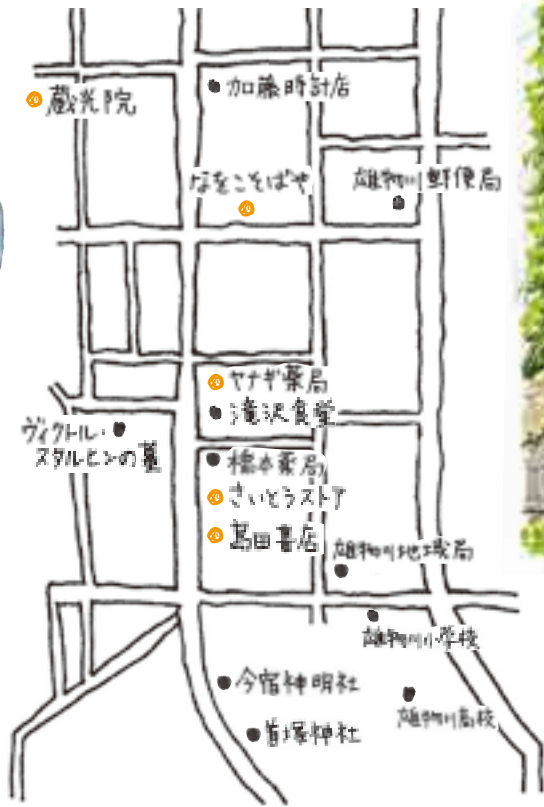 加藤時計店
蔵光院
なをこそばや
雄物川郵便局
ヤナギ薬局
滝沢食堂
ヴィクトル・
スタルヒンの墓
橋本薬局
さいとうストア
島田書店
雄物川地域局
雄物川小学校
今宿神明社
雄物川高校
首塚神社